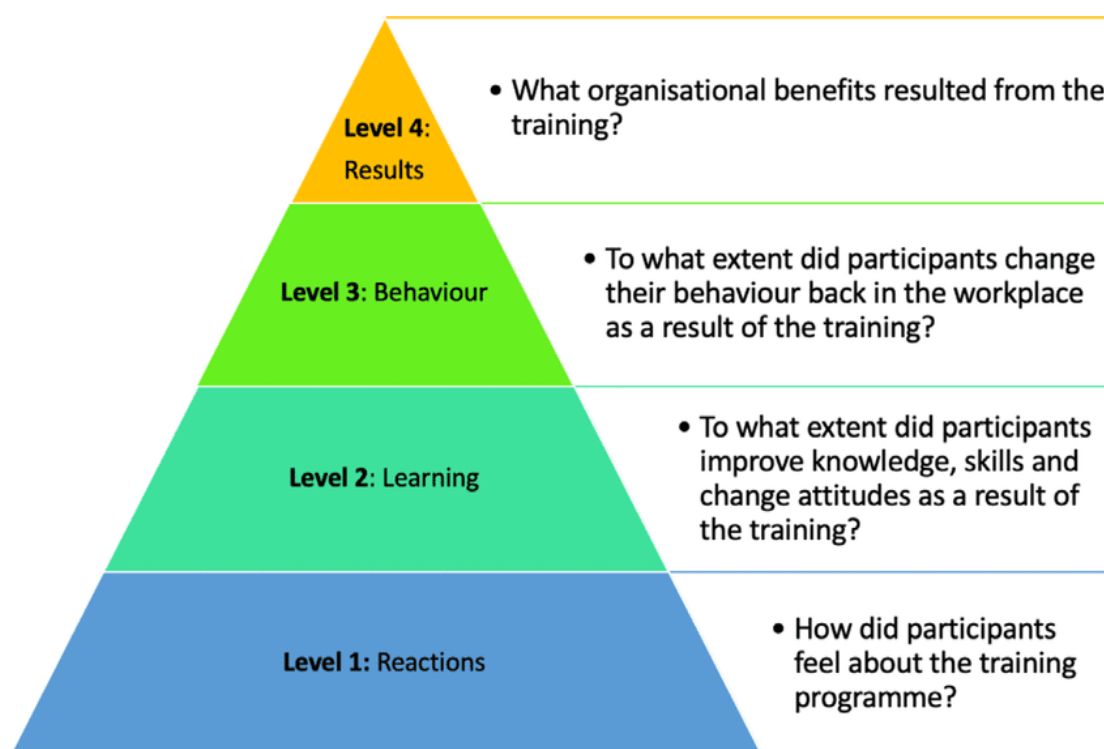 • What organisational benefits resulted from the
training?
Level 4:
Results
• To what extent did participants change
their behaviour back in the workplace
as a result of the training?
Level 3: Behaviour
• To what extent did participants
improve knowledge, skills and
change attitudes as a result of
the training?
Level 2: Learning
• How did participants
feel about the training
programme?
Level 1: Reactions